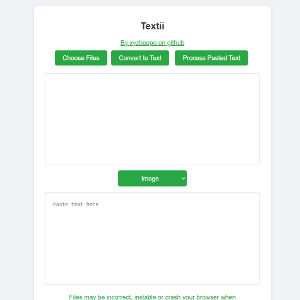 Textii
By xyzboopo on github
Choose Files Convert to Text Process Pasted Text
Image
Paste text here
Files may be incorrect, instable or crash your browser when